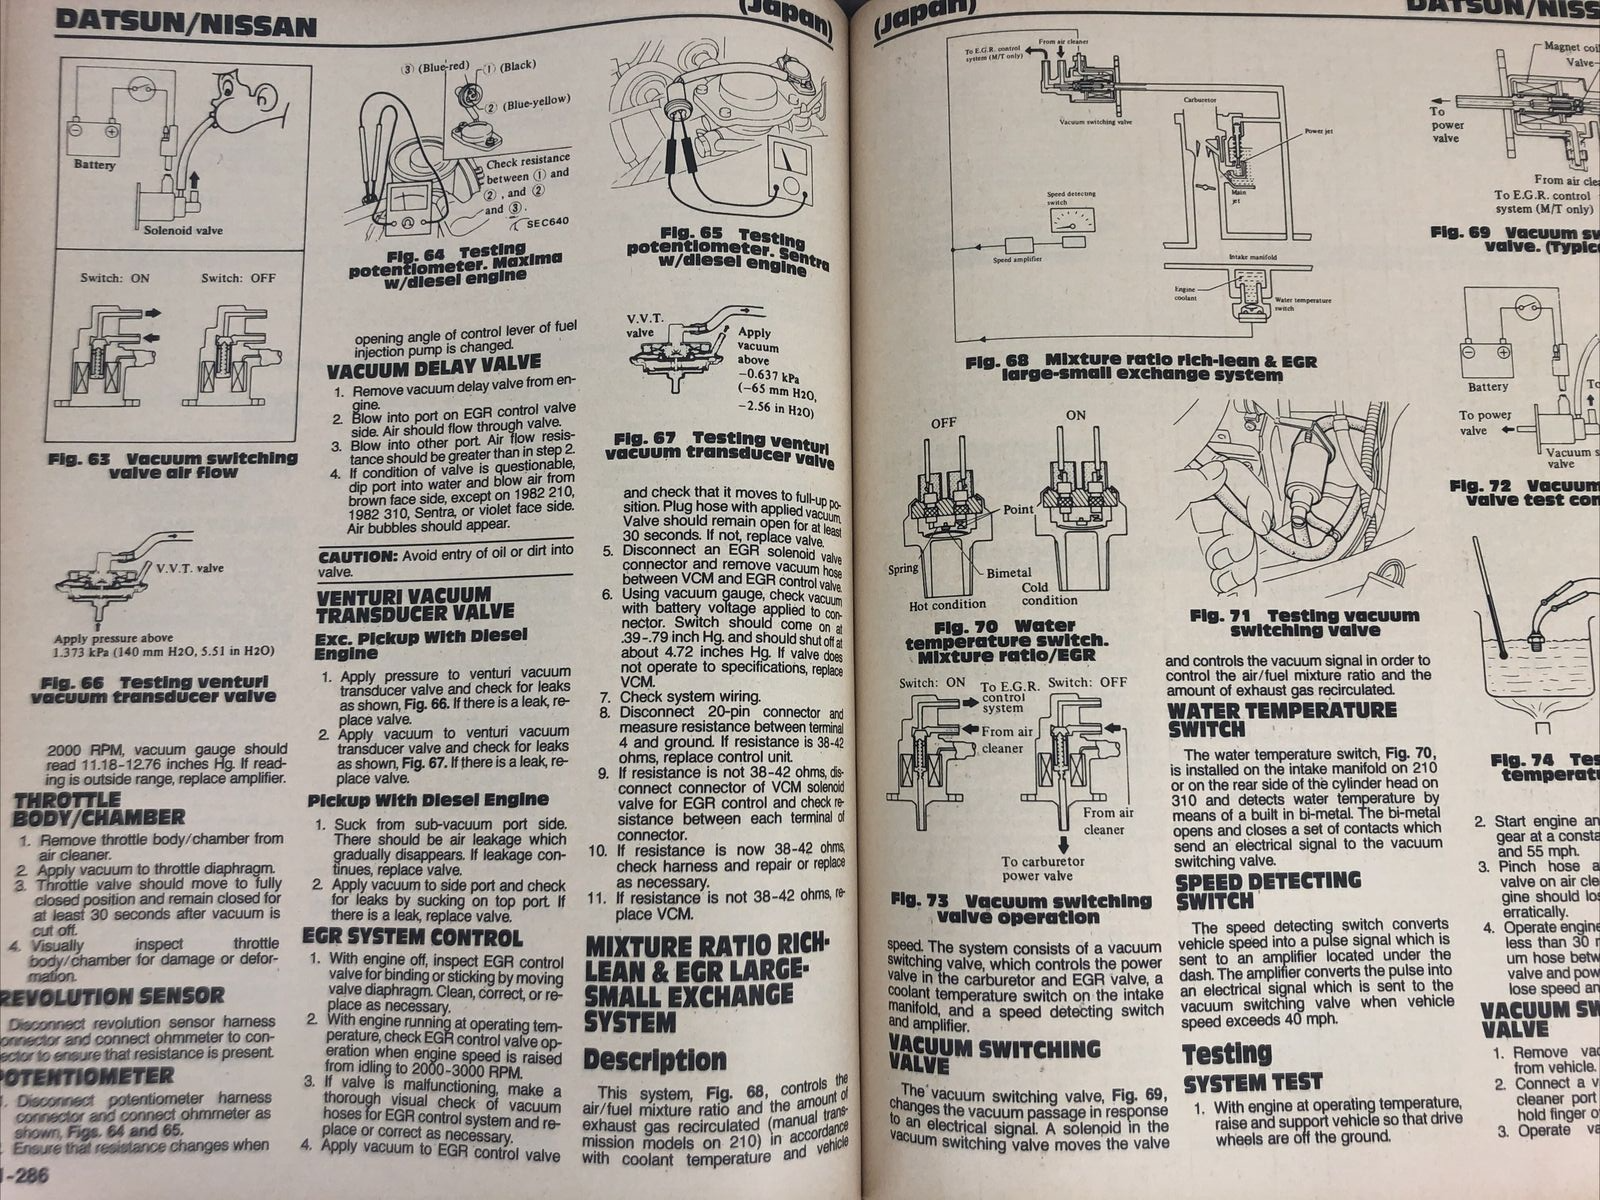 DATSUN/NISSAN
(Japan)
Battery
Solenoid valve
Switch: ON
Switch: OFF
Fig. 63 Vacuum switching
valve air flow
V.V.T. valve
Apply pressure above
1.373 kPa (140 mm H2O, 5.51 in H2O)
Fig. 66 Testing venturi
vacuum transducer valve
2000 RPM, vacuum gauge should
read 11.18-12.76 inches Hg. If read-
ing is outside range, replace amplifier.
THROTTLE
BODY/CHAMBER
1. Remove throttle body/chamber from
air cleaner.
2. Apply vacuum to throttle diaphragm.
3. Throttle valve should move to fully
closed position and remain closed for
at least 30 seconds after vacuum is
cut off.
4. Visually inspect throttle
body/chamber for damage or defor-
mation.
REVOLUTION SENSOR
Disconnect revolution sensor harness
connector and connect ohmmeter to con-
ector to ensure that resistance is present.
POTENTIOMETER
1. Disconnect potentiometer harness
connector and connect ohmmeter as
shown, Figs. 64 and 65.
Ensure that resistance changes when
1-286
③ (Blue-red)
① (Black)
② (Blue-yellow)
Check resistance
between ① and
②, and ②
and ③.
SEC640
Fig. 64 Testing
potentiometer. Maxima
w/diesel engine
opening angle of control lever of fuel
injection pump is changed.
VACUUM DELAY VALVE
1. Remove vacuum delay valve from en-
gine.
2. Blow into port on EGR control valve
side. Air should flow through valve.
3. Blow into other port. Air flow resis-
tance should be greater than in step 2.
4. If condition of valve is questionable,
dip port into water and blow air from
brown face side, except on 1982 210,
1982 310, Sentra, or violet face side.
Air bubbles should appear.
CAUTION: Avoid entry of oil or dirt into
valve.
VENTURI VACUUM
TRANSDUCER VALVE
Exc. Pickup With Diesel
Engine
1. Apply pressure to venturi vacuum
transducer valve and check for leaks
as shown, Fig. 66. If there is a leak, re-
place valve.
2. Apply vacuum to venturi vacuum
transducer valve and check for leaks
as shown, Fig. 67. If there is a leak, re-
place valve.
Pickup With Diesel Engine
1. Suck from sub-vacuum port side.
There should be air leakage which
gradually disappears. If leakage con-
tinues, replace valve.
2. Apply vacuum to side port and check
for leaks by sucking on top port. If
there is a leak, replace valve.
EGR SYSTEM CONTROL
1. With engine off, inspect EGR control
valve for binding or sticking by moving
valve diaphragm. Clean, correct, or re-
place as necessary.
2. With engine running at operating tem-
perature, check EGR control valve op-
eration when engine speed is raised
from idling to 2000-3000 RPM.
3. If valve is malfunctioning, make a
thorough visual check of vacuum
hoses for EGR control system and re-
place or correct as necessary.
4. Apply vacuum to EGR control valve
Fig. 65 Testing
potentiometer. Sentra
w/diesel engine
V.V.T.
valve
Apply
vacuum
above
−0.637 kPa
(−65 mm H2O,
−2.56 in H2O)
Fig. 67 Testing venturi
vacuum transducer valve
and check that it moves to full-up po-
sition. Plug hose with applied vacuum.
Valve should remain open for at least
30 seconds. If not, replace valve.
5. Disconnect an EGR solenoid valve
connector and remove vacuum hose
between VCM and EGR control valve.
6. Using vacuum gauge, check vacuum
with battery voltage applied to con-
nector. Switch should come on at
.39-.79 inch Hg. and should shut off at
about 4.72 inches Hg. If valve does
not operate to specifications, replace
VCM.
7. Check system wiring.
8. Disconnect 20-pin connector and
measure resistance between terminal
4 and ground. If resistance is 38-42
ohms, replace control unit.
9. If resistance is not 38-42 ohms, dis-
connect connector of VCM solenoid
valve for EGR control and check re-
sistance between each terminal of
connector.
10. If resistance is now 38-42 ohms,
check harness and repair or replace
as necessary.
11. If resistance is not 38-42 ohms, re-
place VCM.
MIXTURE RATIO RICH-
LEAN & EGR LARGE-
SMALL EXCHANGE
SYSTEM
Description
This system, Fig. 68, controls the
air/fuel mixture ratio and the amount of
exhaust gas recirculated (manual trans-
mission models on 210) in accordance
with coolant temperature and vehicle
(Japan)
DATSUN/NISS
To E.G.R. control
system (M/T only)
From air cleaner
Vacuum switching valve
Carburetor
Power jet
Main
jet
Speed detecting
switch
Speed amplifier
Intake manifold
Engine
coolant
Water temperature
switch
Fig. 68 Mixture ratio rich-lean & EGR
large-small exchange system
OFF
ON
Point
Spring
Bimetal
Hot condition
Cold
condition
Fig. 70 Water
temperature switch.
Mixture ratio/EGR
Switch: ON
To E.G.R.
control
system
Switch: OFF
From air
cleaner
From air
cleaner
To carburetor
power valve
Fig. 73 Vacuum switching
valve operation
speed. The system consists of a vacuum
switching valve, which controls the power
valve in the carburetor and EGR valve, a
coolant temperature switch on the intake
manifold, and a speed detecting switch
and amplifier.
VACUUM SWITCHING
VALVE
The vacuum switching valve, Fig. 69,
changes the vacuum passage in response
to an electrical signal. A solenoid in the
vacuum switching valve moves the valve
Fig. 71 Testing vacuum
switching valve
and controls the vacuum signal in order to
control the air/fuel mixture ratio and the
amount of exhaust gas recirculated.
WATER TEMPERATURE
SWITCH
The water temperature switch, Fig. 70,
is installed on the intake manifold on 210
or on the rear side of the cylinder head on
310 and detects water temperature by
means of a built in bi-metal. The bi-metal
opens and closes a set of contacts which
send an electrical signal to the vacuum
switching valve.
SPEED DETECTING
SWITCH
The speed detecting switch converts
vehicle speed into a pulse signal which is
sent to an amplifier located under the
dash. The amplifier converts the pulse into
an electrical signal which is sent to the
vacuum switching valve when vehicle
speed exceeds 40 mph.
Testing
SYSTEM TEST
1. With engine at operating temperature,
raise and support vehicle so that drive
wheels are off the ground.
Magnet coil
Valve
To
power
valve
From air clea
To E.G.R. control
system (M/T only)
Fig. 69 Vacuum sw
valve. (Typic
Battery
To power
valve
To
Vacuum s
valve
Fig. 72 Vacuum
valve test con
Fig. 74 Tes
temperatu
2. Start engine an
gear at a consta
and 55 mph.
3. Pinch hose a
valve on air cle
gine should los
erratically.
4. Operate engine
less than 30 m
um hose betw
valve and pow
lose speed an
VACUUM SW
VALVE
1. Remove vac
from vehicle.
2. Connect a v
cleaner port
hold finger o
3. Operate va